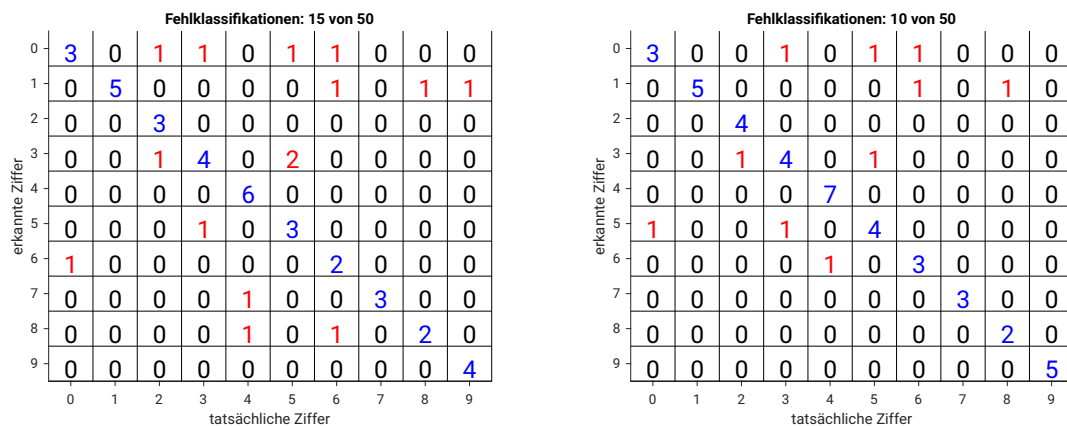 Fehlklassifikationen: 15 von 50
0 3 0 1 1 0 1 1 0 0 0
1 0 5 0 0 0 0 1 0 1 1
2 0 0 3 0 0 0 0 0 0 0
3 0 0 1 4 0 2 0 0 0 0
4 0 0 0 0 6 0 0 0 0 0
5 0 0 0 1 0 3 0 0 0 0
6 1 0 0 0 0 0 2 0 0 0
7 0 0 0 0 1 0 0 3 0 0
8 0 0 0 0 1 0 1 0 2 0
9 0 0 0 0 0 0 0 0 0 4
0 1 2 3 4 5 6 7 8 9
erkannte Ziffer
tatsächliche Ziffer
Fehlklassifikationen: 10 von 50
0 3 0 0 1 0 1 1 0 0 0
1 0 5 0 0 0 0 1 0 1 0
2 0 0 4 0 0 0 0 0 0 0
3 0 0 1 4 0 1 0 0 0 0
4 0 0 0 0 7 0 0 0 0 0
5 1 0 0 1 0 4 0 0 0 0
6 0 0 0 0 1 0 3 0 0 0
7 0 0 0 0 0 0 0 3 0 0
8 0 0 0 0 0 0 0 0 2 0
9 0 0 0 0 0 0 0 0 0 5
0 1 2 3 4 5 6 7 8 9
erkannte Ziffer
tatsächliche Ziffer